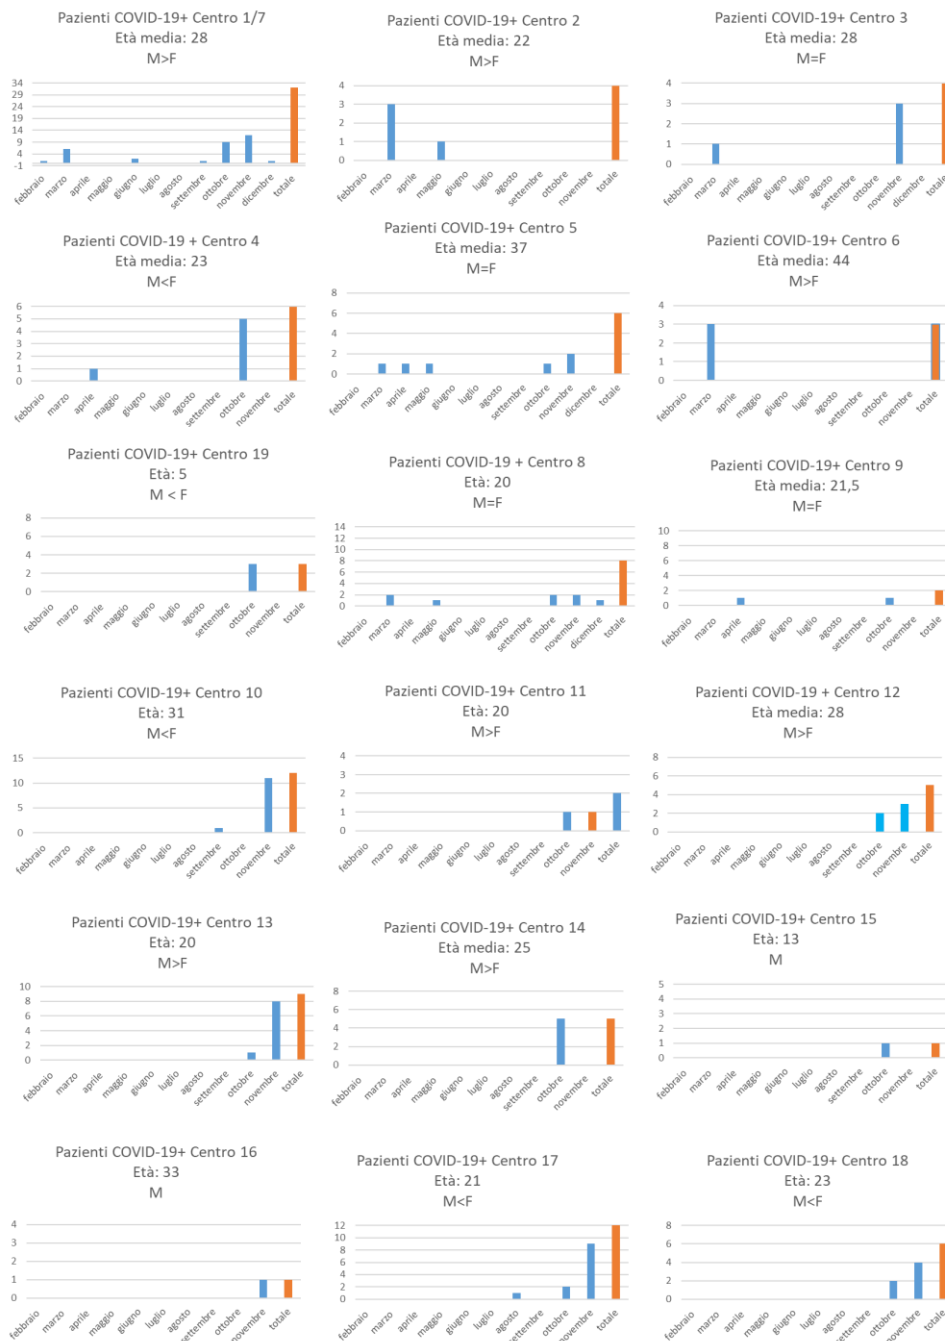 Pazienti COVID-19+ Centro 1/7
Età media: 28
M>F
34
29
24
19
14
9
4
-1
febbraio
marzo
aprile
maggio
giugno
luglio
agosto
settembre
ottobre
novembre
dicembre
totale
Pazienti COVID-19+ Centro 2
Età media: 22
M>F
4
3
2
1
0
febbraio
marzo
aprile
maggio
giugno
luglio
agosto
settembre
ottobre
novembre
totale
Pazienti COVID-19+ Centro 3
Età media: 28
M=F
4
3
2
1
0
febbraio
marzo
aprile
maggio
giugno
luglio
agosto
settembre
ottobre
novembre
dicembre
totale
Pazienti COVID-19 + Centro 4
Età media: 23
M<F
6
5
4
3
2
1
0
febbraio
marzo
aprile
maggio
giugno
luglio
agosto
settembre
ottobre
novembre
totale
Pazienti COVID-19+ Centro 5
Età media: 37
M=F
8
6
4
2
0
febbraio
marzo
aprile
maggio
giugno
luglio
agosto
settembre
ottobre
novembre
dicembre
totale
Pazienti COVID-19+ Centro 6
Età media: 44
M>F
4
3
2
1
0
febbraio
marzo
aprile
maggio
giugno
luglio
agosto
settembre
ottobre
novembre
totale
Pazienti COVID-19+ Centro 19
Età: 5
M < F
8
6
4
2
0
febbraio
marzo
aprile
maggio
giugno
luglio
agosto
settembre
ottobre
novembre
totale
Pazienti COVID-19 + Centro 8
Età: 20
M=F
14
12
10
8
6
4
2
0
febbraio
marzo
aprile
maggio
giugno
luglio
agosto
settembre
ottobre
novembre
dicembre
totale
Pazienti COVID-19+ Centro 9
Età media: 21,5
M=F
10
8
6
4
2
0
febbraio
marzo
aprile
maggio
giugno
luglio
agosto
settembre
ottobre
novembre
totale
Pazienti COVID-19+ Centro 10
Età: 31
M<F
15
10
5
0
febbraio
marzo
aprile
maggio
giugno
luglio
agosto
settembre
ottobre
novembre
totale
Pazienti COVID-19+ Centro 11
Età: 20
M>F
4
3
2
1
0
febbraio
marzo
aprile
maggio
giugno
luglio
agosto
settembre
ottobre
novembre
totale
Pazienti COVID-19 + Centro 12
Età media: 28
M>F
8
6
4
2
0
febbraio
marzo
aprile
maggio
giugno
luglio
agosto
settembre
ottobre
novembre
totale
Pazienti COVID-19+ Centro 13
Età: 20
M>F
10
8
6
4
2
0
febbraio
marzo
aprile
maggio
giugno
luglio
agosto
settembre
ottobre
novembre
totale
Pazienti COVID-19+ Centro 14
Età media: 25
M>F
8
6
4
2
0
febbraio
marzo
aprile
maggio
giugno
luglio
agosto
settembre
ottobre
novembre
totale
Pazienti COVID-19+ Centro 15
Età: 13
M
5
4
3
2
1
0
febbraio
marzo
aprile
maggio
giugno
luglio
agosto
settembre
ottobre
novembre
totale
Pazienti COVID-19+ Centro 16
Età: 33
M
4
3
2
1
0
febbraio
marzo
aprile
maggio
giugno
luglio
agosto
settembre
ottobre
novembre
totale
Pazienti COVID-19+ Centro 17
Età: 21
M<F
12
10
8
6
4
2
0
febbraio
marzo
aprile
maggio
giugno
luglio
agosto
settembre
ottobre
novembre
totale
Pazienti COVID-19+ Centro 18
Età: 23
M<F
8
6
4
2
0
febbraio
marzo
aprile
maggio
giugno
luglio
agosto
settembre
ottobre
novembre
totale